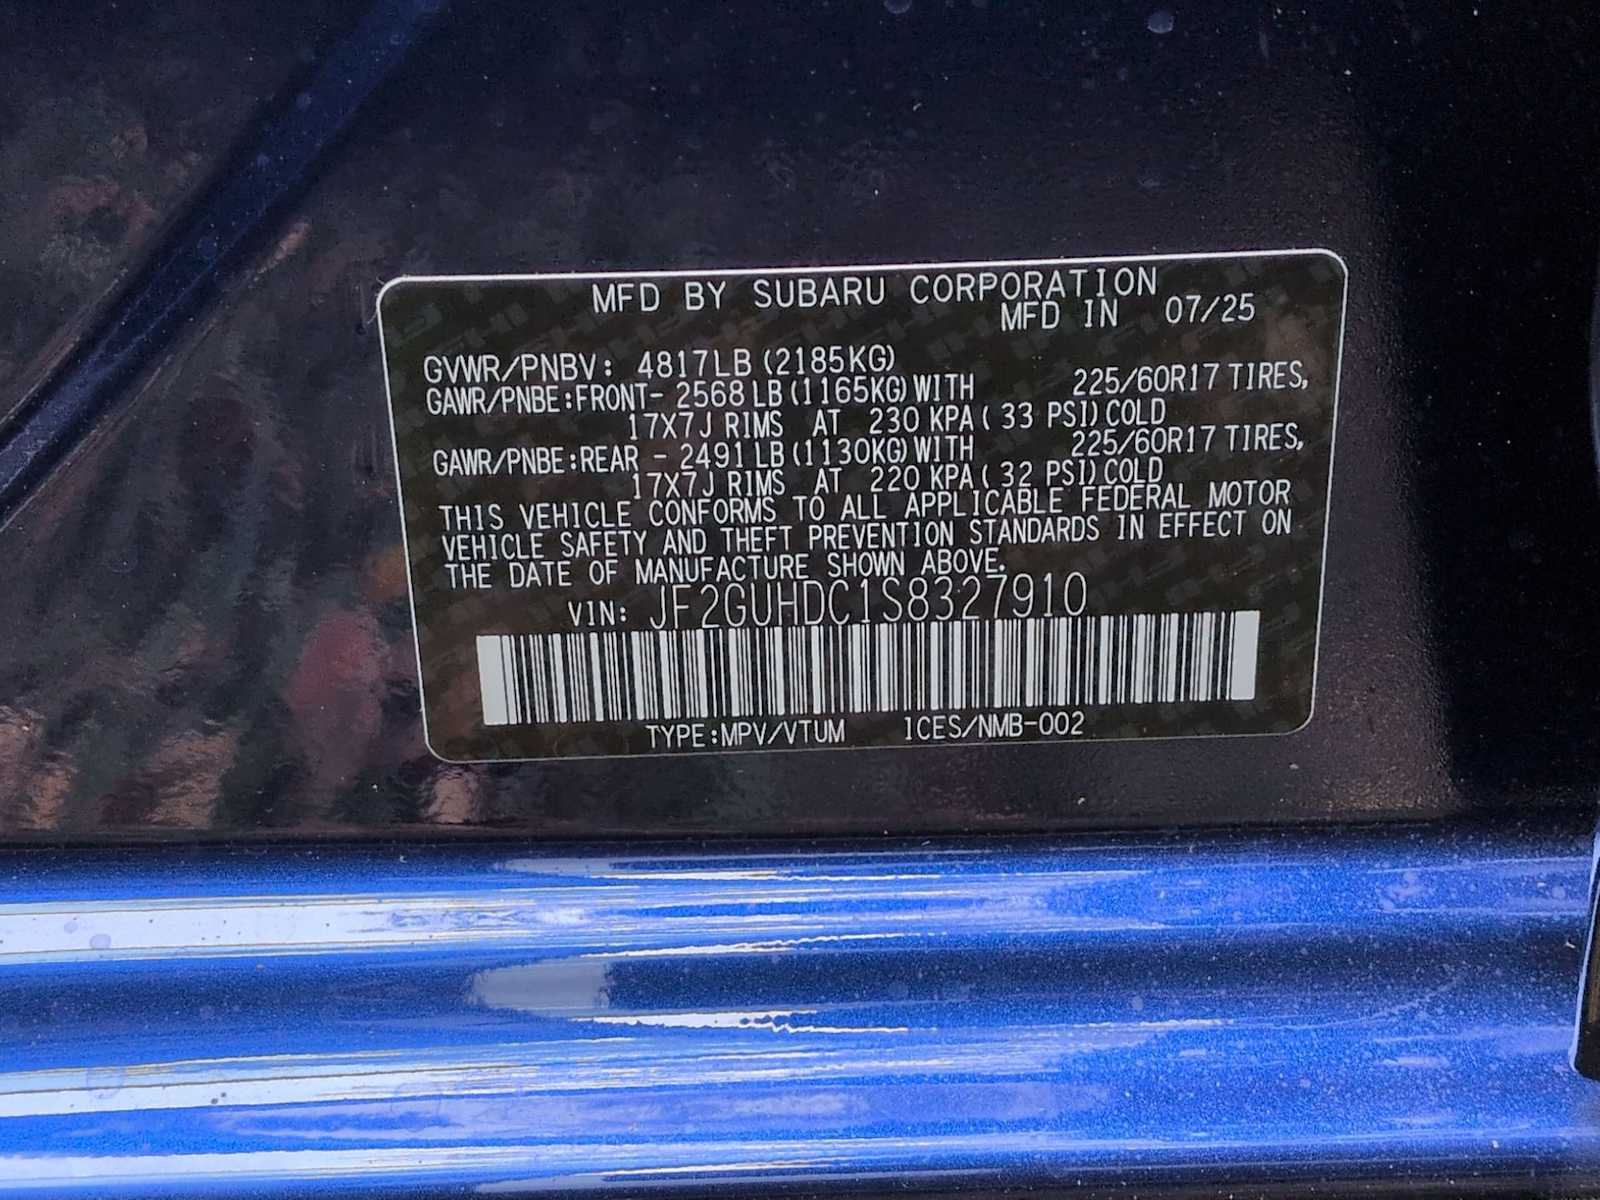 MFD BY SUBARU CORPORATION
MFD IN 07/25
GVWR/PNBV: 4817LB (2185KG)
GAWR/PNBE:FRONT- 2568 LB (1165KG) WITH 225/60R17 TIRES,
17X7J RIMS AT 230 KPA ( 33 PSI) COLD
GAWR/PNBE:REAR - 2491 LB (1130KG) WITH 225/60R17 TIRES,
17X7J RIMS AT 220 KPA ( 32 PSI) COLD
THIS VEHICLE CONFORMS TO ALL APPLICABLE FEDERAL MOTOR
VEHICLE SAFETY AND THEFT PREVENTION STANDARDS IN EFFECT ON
THE DATE OF MANUFACTURE SHOWN ABOVE.
VIN: JF2GUHDC1S8327910
TYPE:MPV/VTUM ICES/NMB-002